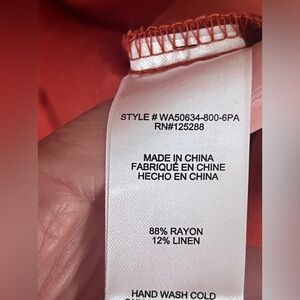 STYLE # WA50634-800-6PA
RN#125288
MADE IN CHINA
FABRIQUÉ EN CHINE
HECHO EN CHINA
88% RAYON
12% LINEN
HAND WASH COLD